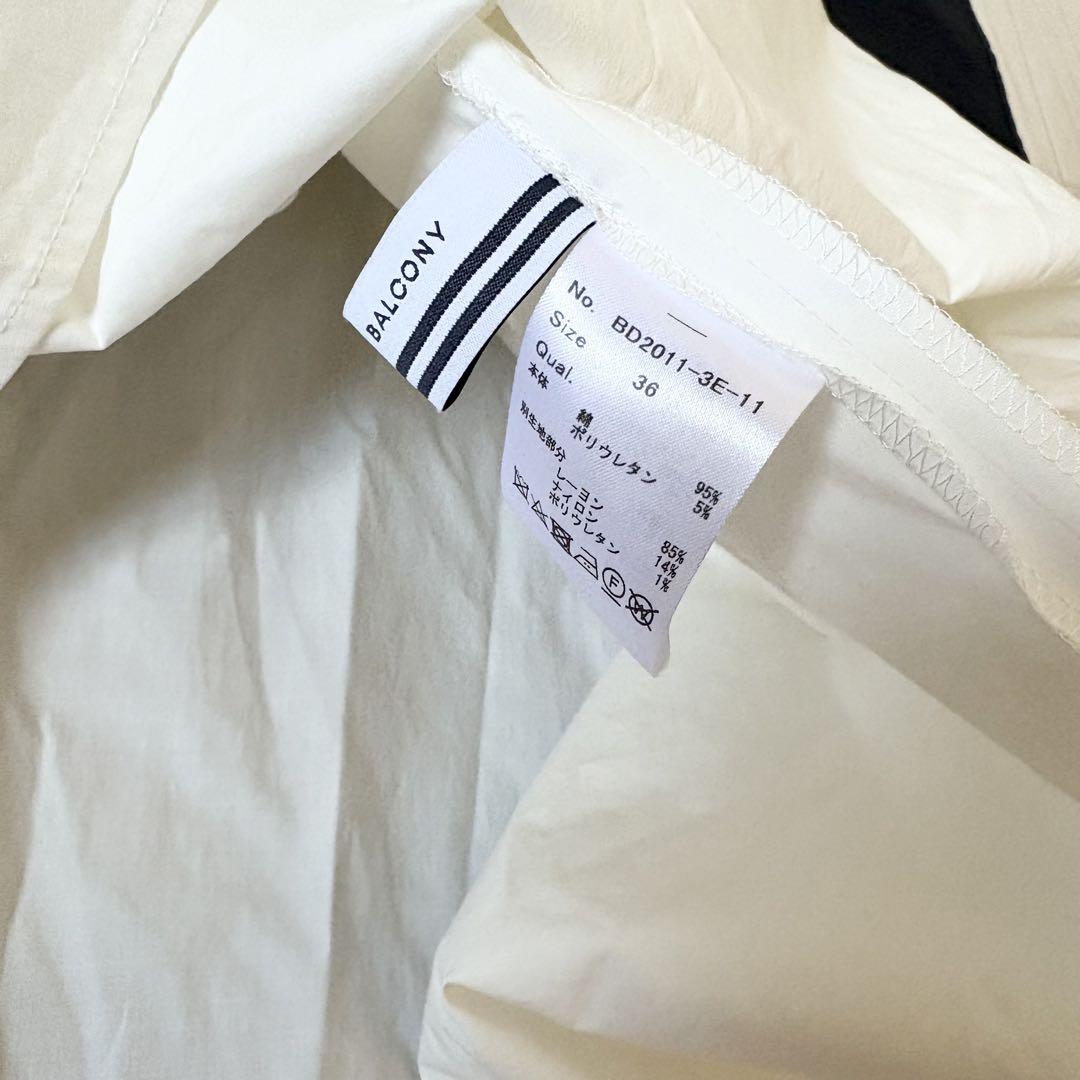 BALCONY
No. BD2011-3E-11
Size 36
Qual.
本体
綿 95%
ポリウレタン 5%
別生地部分
レーヨン 85%
ナイロン 14%
ポリウレタン 1%
F
W